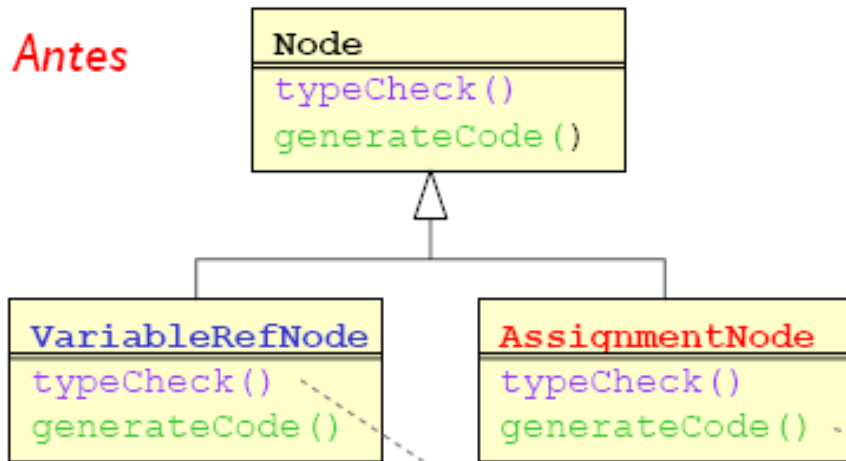 Antes
Node
typeCheck()
generateCode()
VariableRefNode
typeCheck()
generateCode()
AssignmentNode
typeCheck()
generateCode()